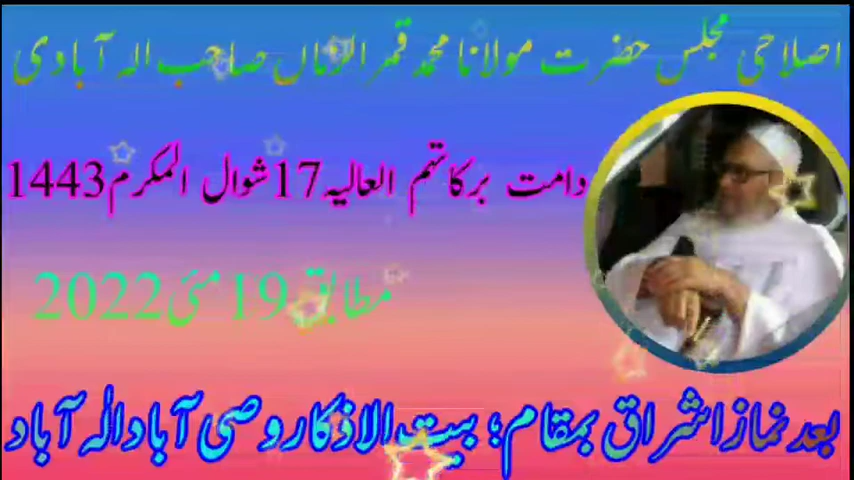 اصلاحی مجلس حضرت مولانا محمد قمر الزماں صاحب الہ آبادی
دامت برکاتہم العالیہ 17 شوال المکرم 1443
مطابق 19 مئی 2022
بعد نماز اشراق بمقام؛ بیت الاذکار وصی آباد الٰہ آباد